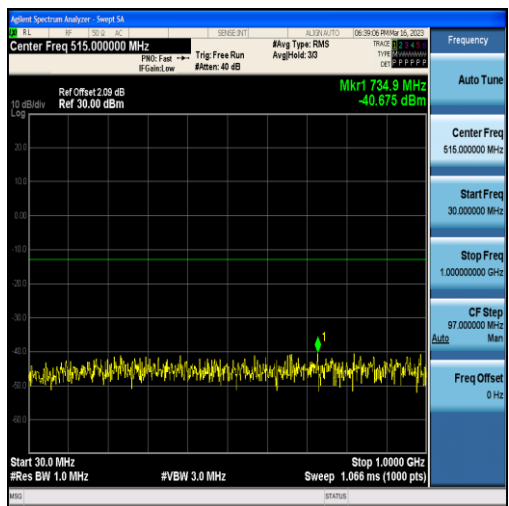 Agilent Spectrum Analyzer - Swept SA
RL RF 50 Ω AC SENSE:INT ALIGN AUTO 06:39:06 PM Mar 16, 2023
Center Freq 515.000000 MHz
PNO: Fast
IFGain:Low
Trig: Free Run
#Atten: 40 dB
#Avg Type: RMS
Avg|Hold: 3/3
TRACE 1 2 3 4 5 6
TYPE
DET P P P P P P
Mkr1 734.9 MHz
-40.675 dBm
Ref Offset 2.09 dB
Ref 30.00 dBm
10 dB/div
Log
20.0
10.0
0.00
-10.0
-20.0
-30.0
-40.0
-50.0
-60.0
1
Start 30.0 MHz
#Res BW 1.0 MHz
#VBW 3.0 MHz
Stop 1.0000 GHz
Sweep 1.066 ms (1000 pts)
MSG
STATUS
Frequency
Auto Tune
Center Freq
515.000000 MHz
Start Freq
30.000000 MHz
Stop Freq
1.000000000 GHz
CF Step
97.000000 MHz
Auto Man
Freq Offset
0 Hz